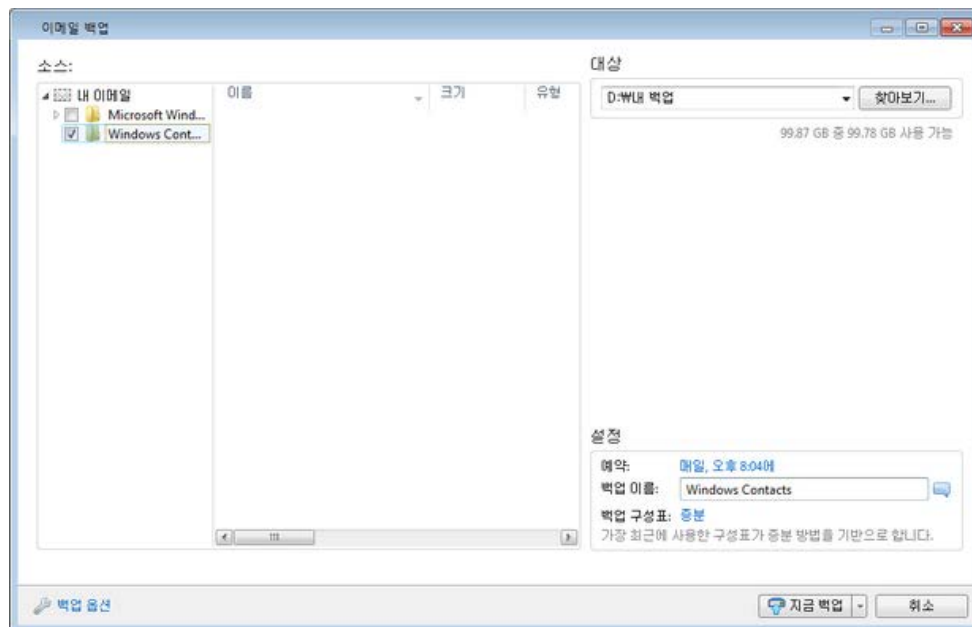 이메일 백업
소스:
내 이메일
Microsoft Wind...
Windows Cont...
이름 크기 유형
대상
D:₩내 백업
찾아보기...
99.87 GB 중 99.78 GB 사용 가능
설정
예약: 매일, 오후 8:04에
백업 이름: Windows Contacts
백업 구성표: 증분
가장 최근에 사용한 구성표가 증분 방법을 기반으로 합니다.
백업 옵션
지금 백업
취소